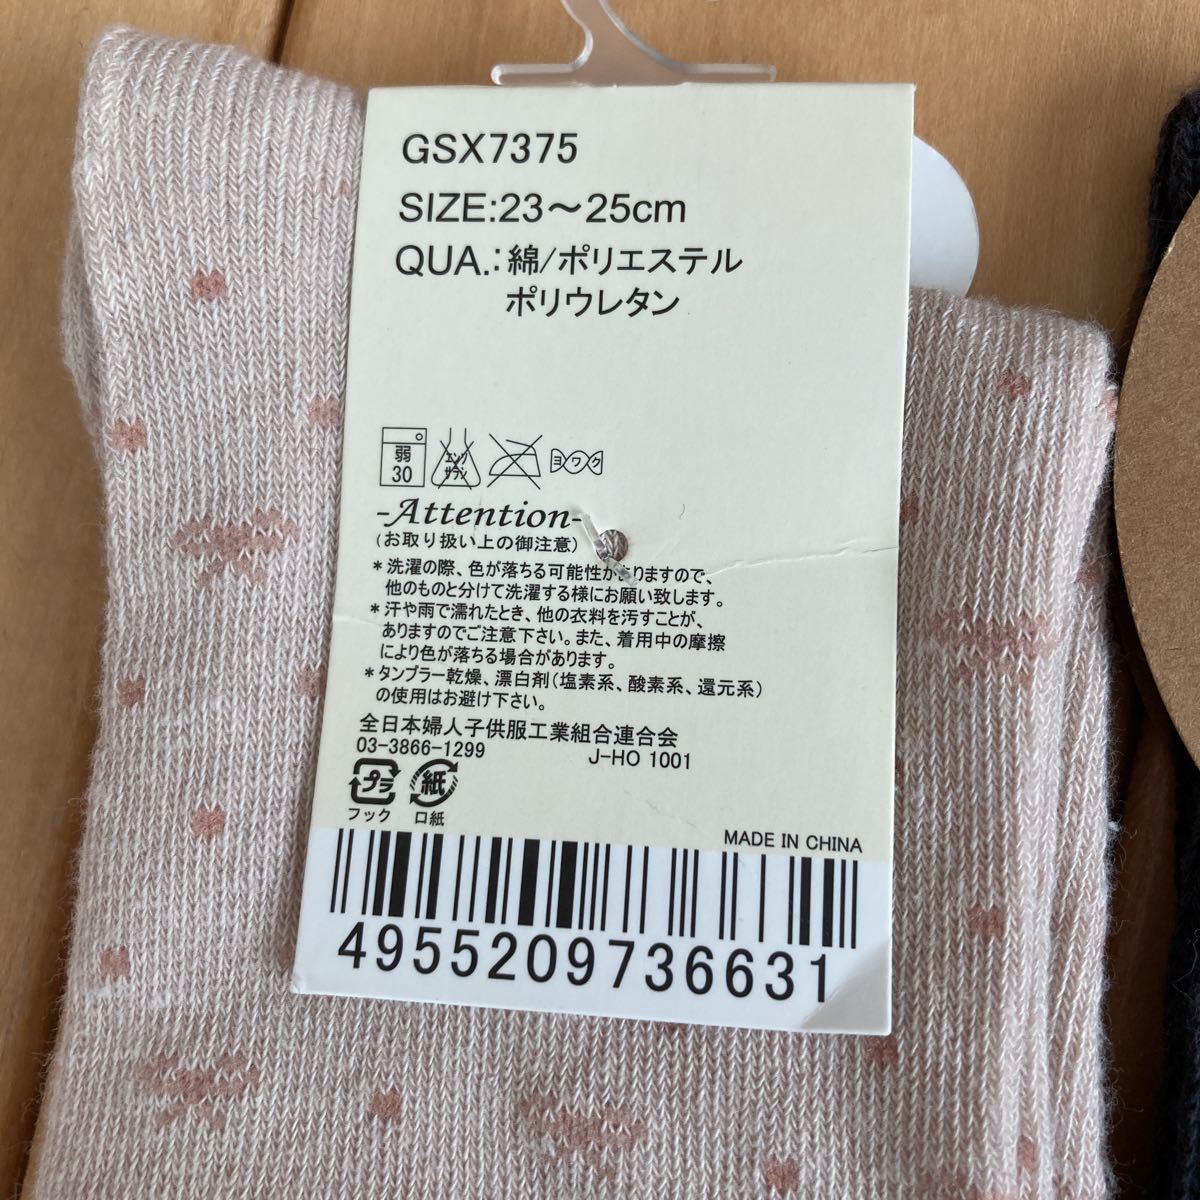 GSX7375
SIZE:23～25cm
QUA.:綿/ポリエステル
ポリウレタン
弱
30
エンソ
サラシ
ヨワク
-Attention-
(お取り扱い上の御注意)
*洗濯の際、色が落ちる可能性がありますので、
他のものと分けて洗濯する様にお願い致します。
*汗や雨で濡れたとき、他の衣料を汚すことが、
ありますのでご注意下さい。また、着用中の摩擦
により色が落ちる場合があります。
*タンブラー乾燥、漂白剤(塩素系、酸素系、還元系)
の使用はお避け下さい。
全日本婦人子供服工業組合連合会
03-3866-1299 J-HO 1001
プラ 紙
フック 口紙
MADE IN CHINA
4955209736631